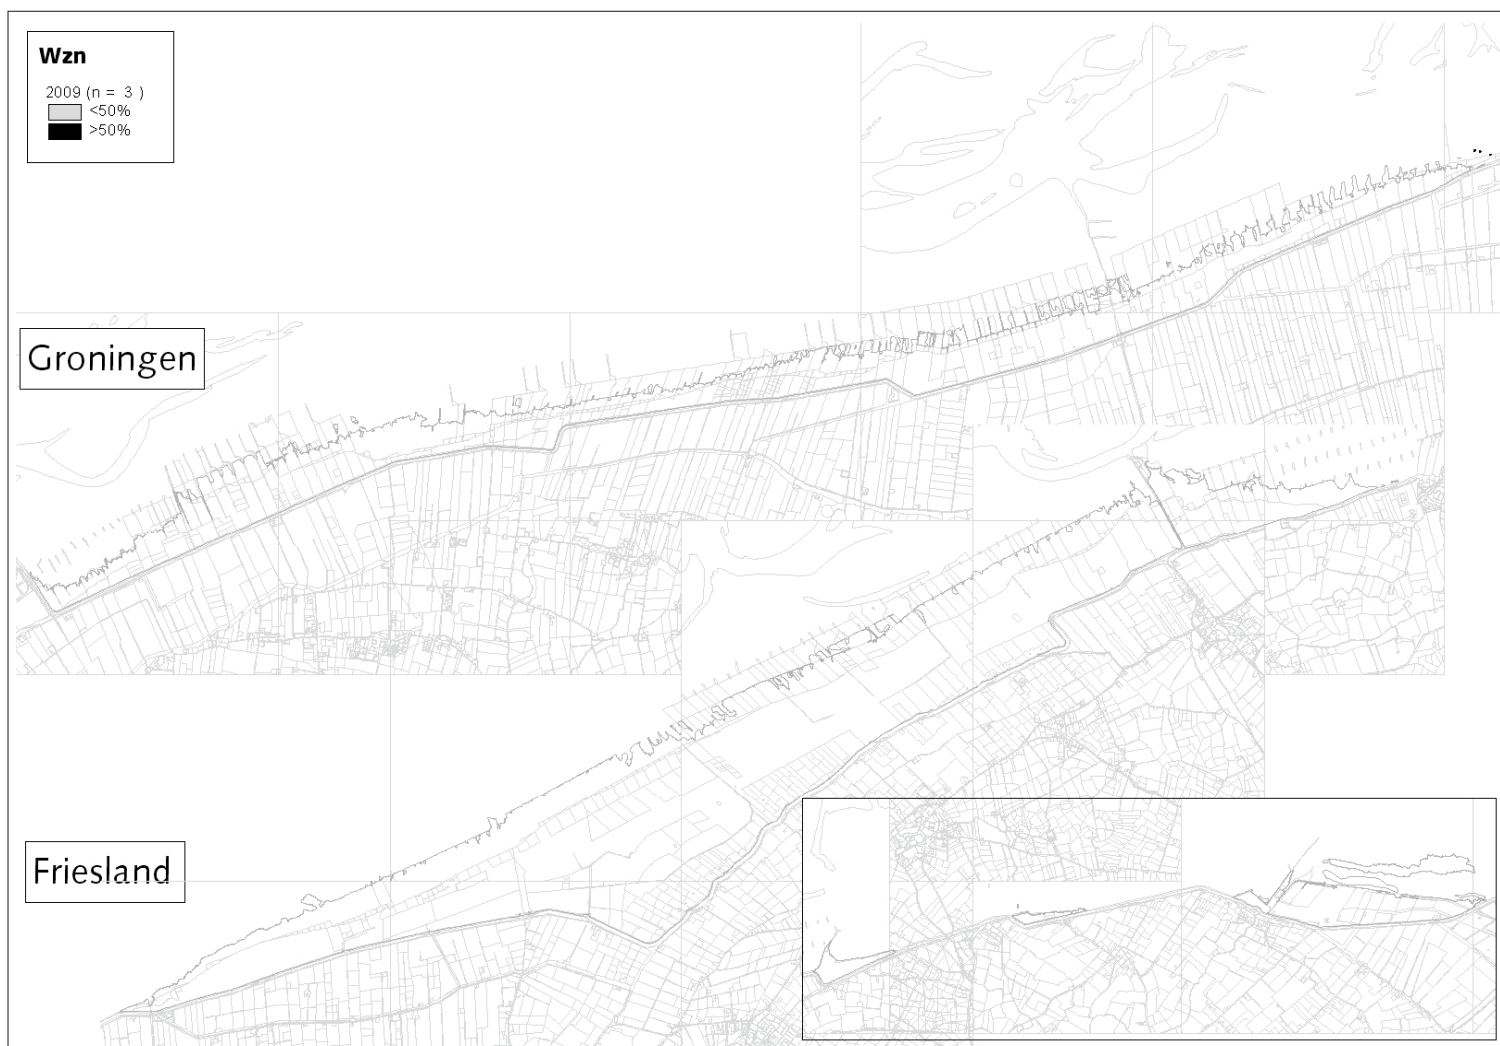 Wzn
2009 (n = 3 )
<50%
>50%
Groningen
Friesland